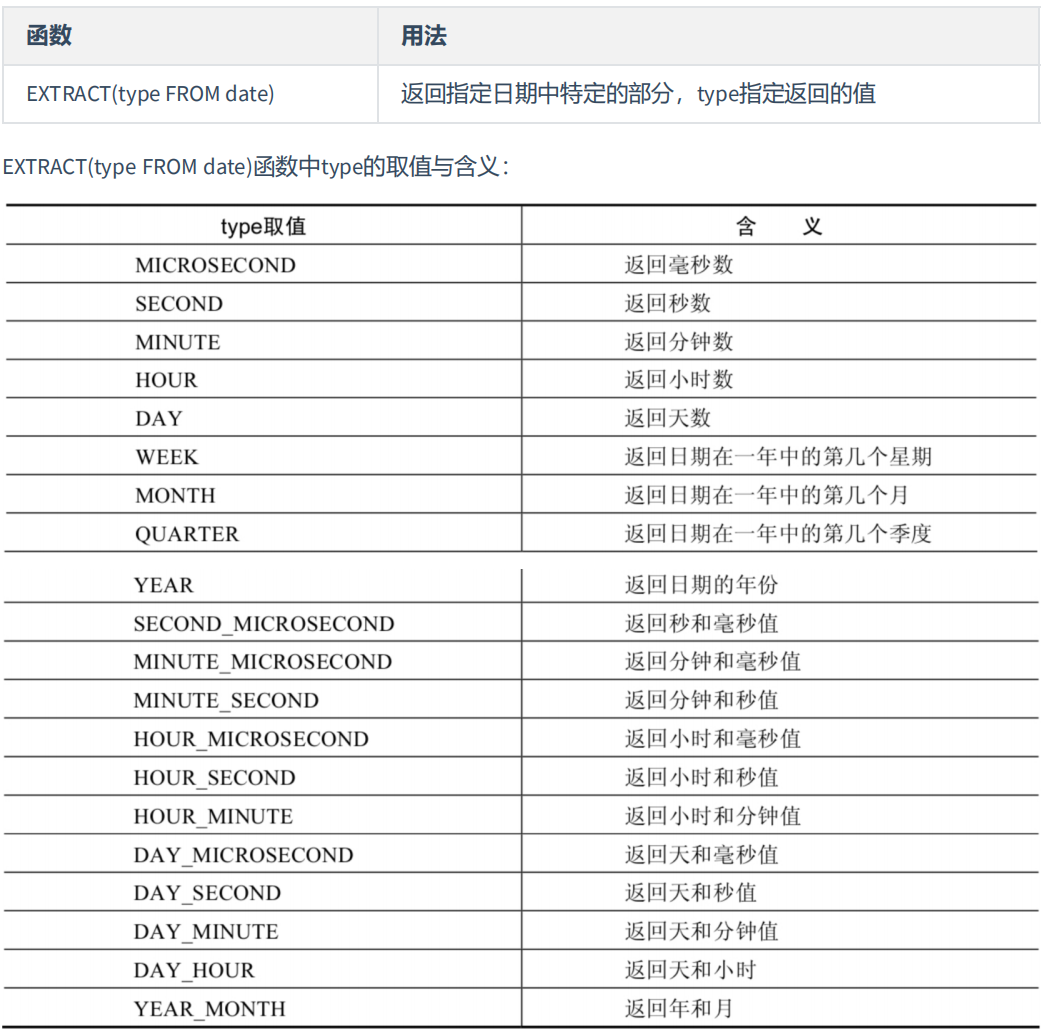 函数 用法
EXTRACT(type FROM date) 返回指定日期中特定的部分，type指定返回的值
EXTRACT(type FROM date)函数中type的取值与含义：
type取值 含 义
MICROSECOND 返回毫秒数
SECOND 返回秒数
MINUTE 返回分钟数
HOUR 返回小时数
DAY 返回天数
WEEK 返回日期在一年中的第几个星期
MONTH 返回日期在一年中的第几个月
QUARTER 返回日期在一年中的第几个季度
YEAR 返回日期的年份
SECOND_MICROSECOND 返回秒和毫秒值
MINUTE_MICROSECOND 返回分钟和毫秒值
MINUTE_SECOND 返回分钟和秒值
HOUR_MICROSECOND 返回小时和毫秒值
HOUR_SECOND 返回小时和秒值
HOUR_MINUTE 返回小时和分钟值
DAY_MICROSECOND 返回天和毫秒值
DAY_SECOND 返回天和秒值
DAY_MINUTE 返回天和分钟值
DAY_HOUR 返回天和小时
YEAR_MONTH 返回年和月